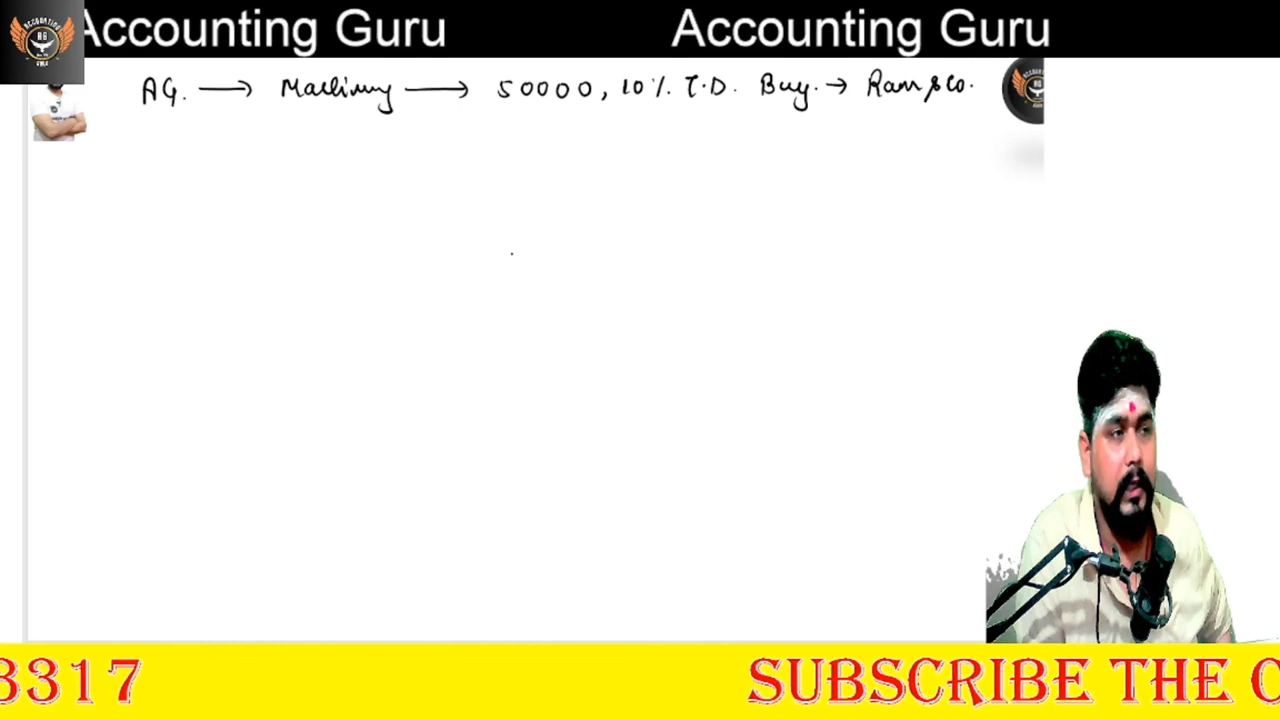 Accounting Guru Accounting Guru
AG. → Machinery → 50000, 10% T.D. Buy. → Ram & Co.
3317 SUBSCRIBE THE C